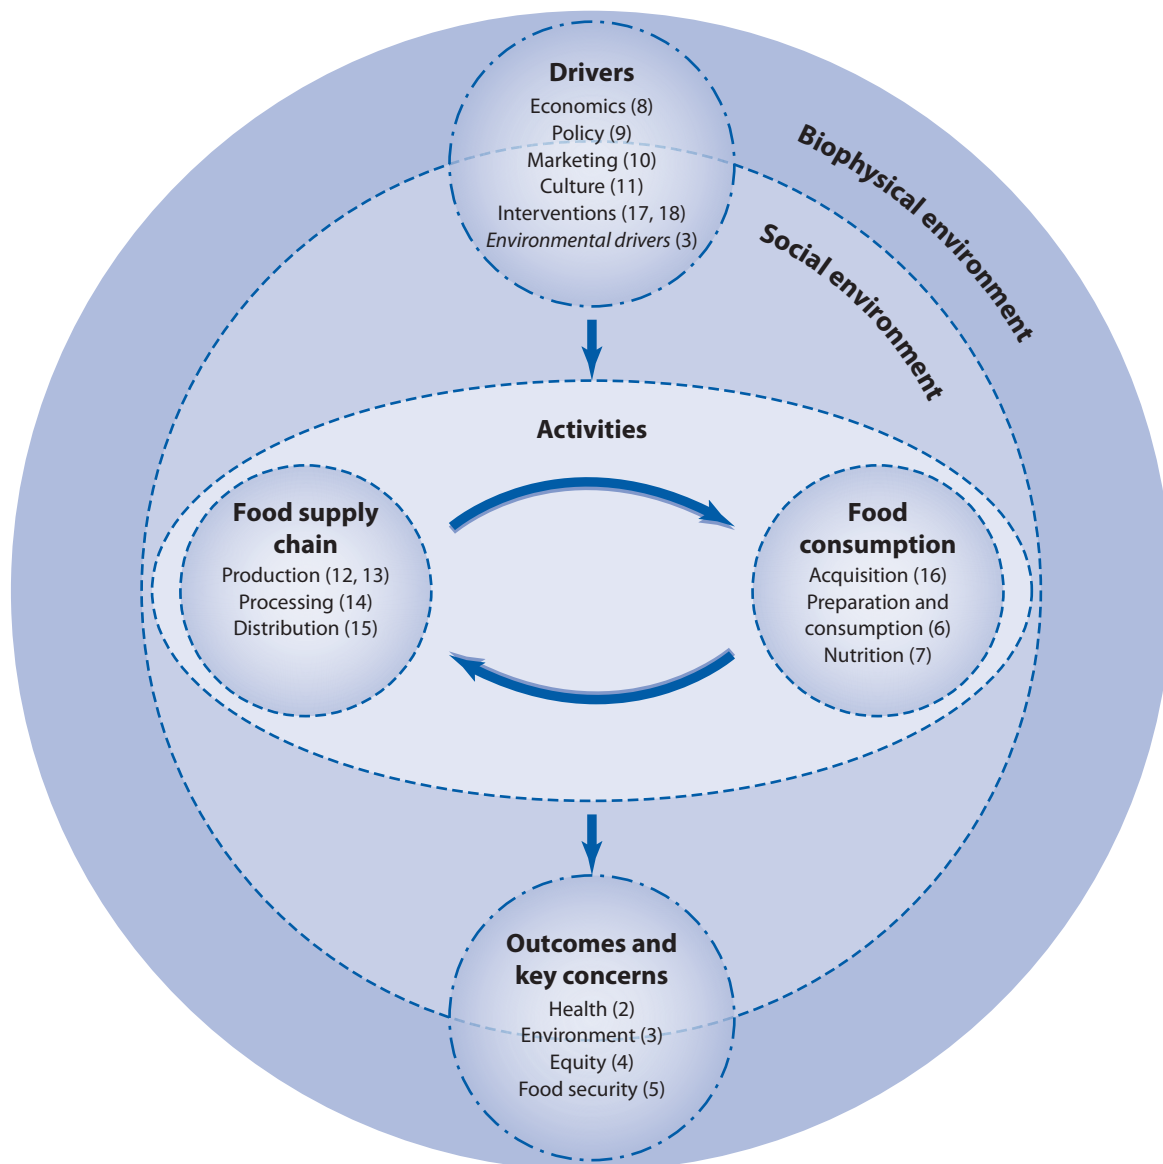 Drivers
Economics (8)
Policy (9)
Marketing (10)
Culture (11)
Interventions (17, 18)
Environmental drivers (3)
Biophysical environment
Social environment
Activities
Food supply
chain
Production (12, 13)
Processing (14)
Distribution (15)
Food
consumption
Acquisition (16)
Preparation and
consumption (6)
Nutrition (7)
Outcomes and
key concerns
Health (2)
Environment (3)
Equity (4)
Food security (5)